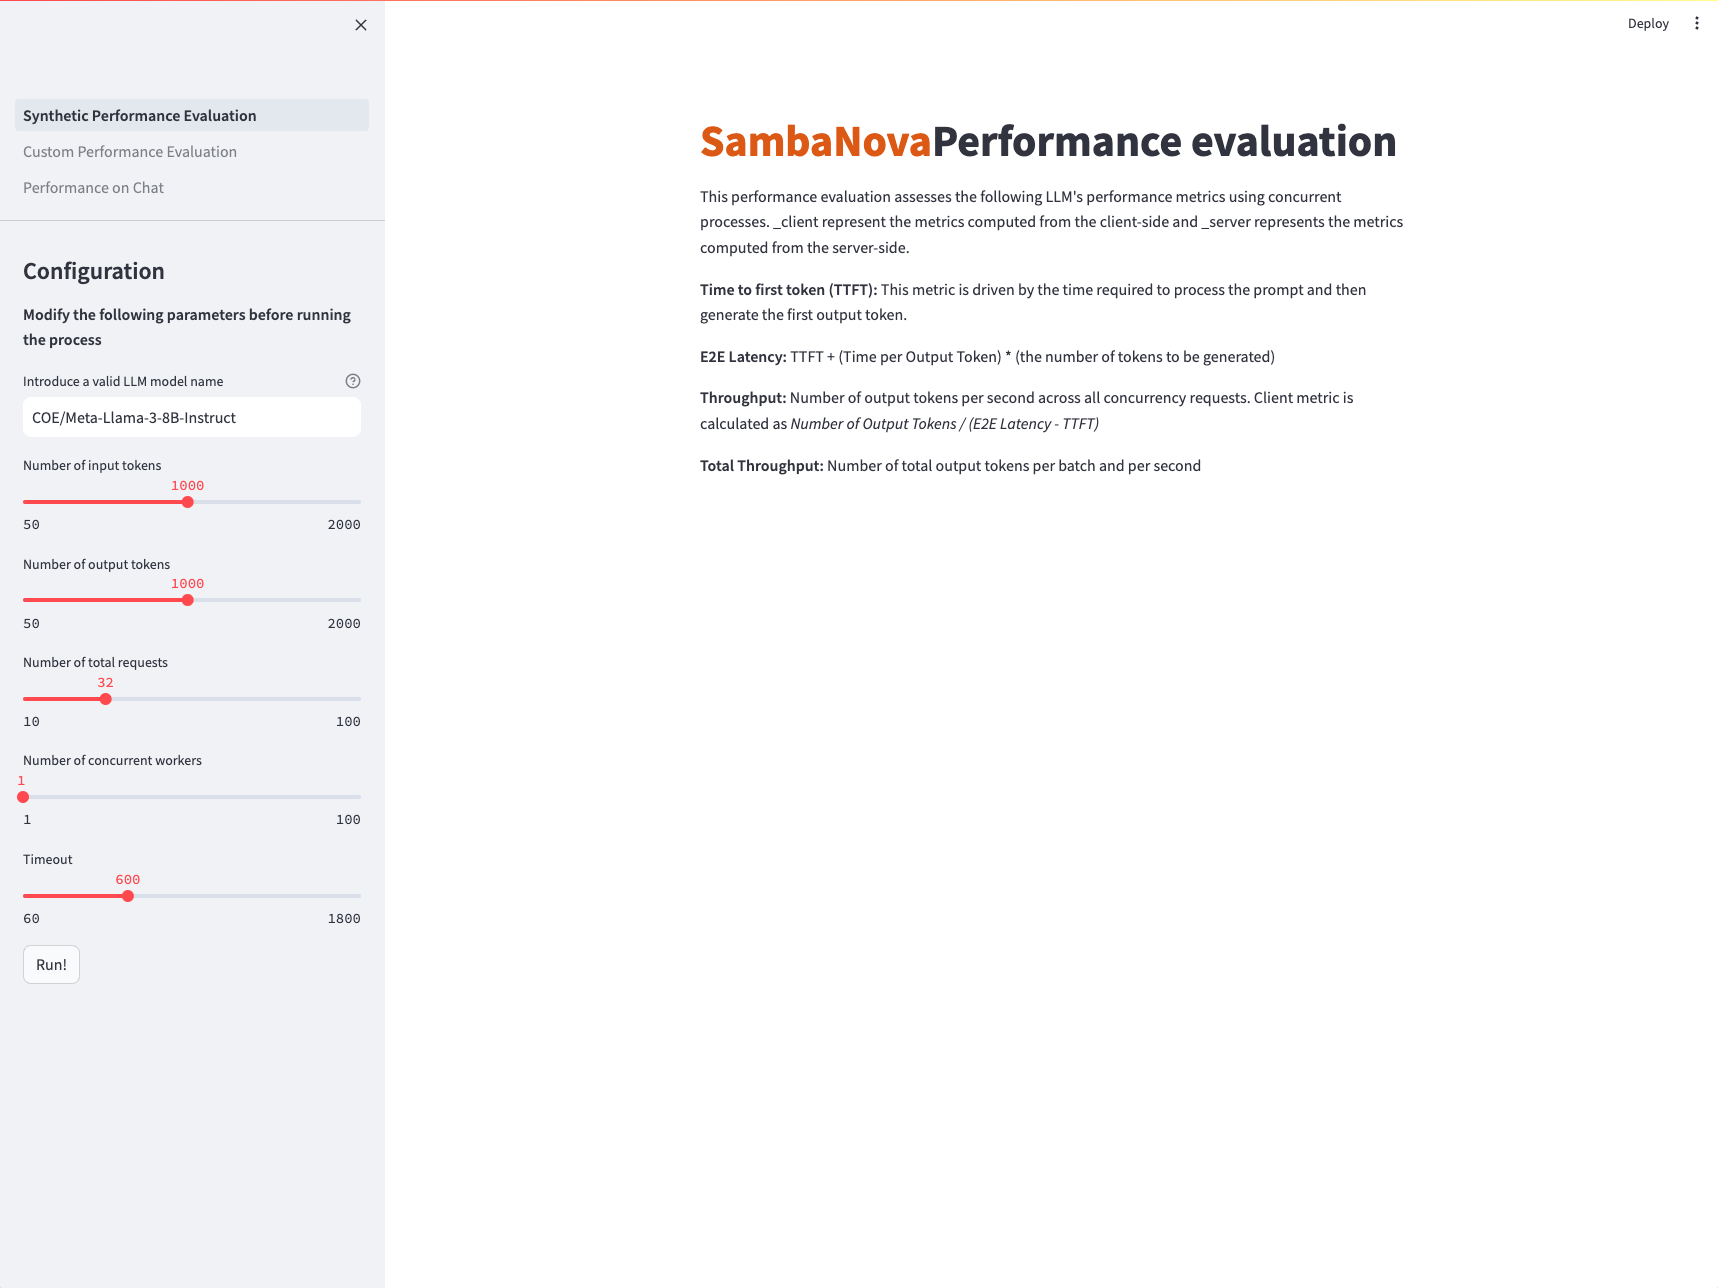 Deploy
Synthetic Performance Evaluation
Custom Performance Evaluation
Performance on Chat
Configuration
Modify the following parameters before running
the process
Introduce a valid LLM model name
COE/Meta-Llama-3-8B-Instruct
Number of input tokens
1000
50 2000
Number of output tokens
1000
50 2000
Number of total requests
32
10 100
Number of concurrent workers
1
1 100
Timeout
600
60 1800
Run!
SambaNovaPerformance evaluation
This performance evaluation assesses the following LLM's performance metrics using concurrent
processes. _client represent the metrics computed from the client-side and _server represents the metrics
computed from the server-side.
Time to first token (TTFT): This metric is driven by the time required to process the prompt and then
generate the first output token.
E2E Latency: TTFT + (Time per Output Token) * (the number of tokens to be generated)
Throughput: Number of output tokens per second across all concurrency requests. Client metric is
calculated as Number of Output Tokens / (E2E Latency - TTFT)
Total Throughput: Number of total output tokens per batch and per second